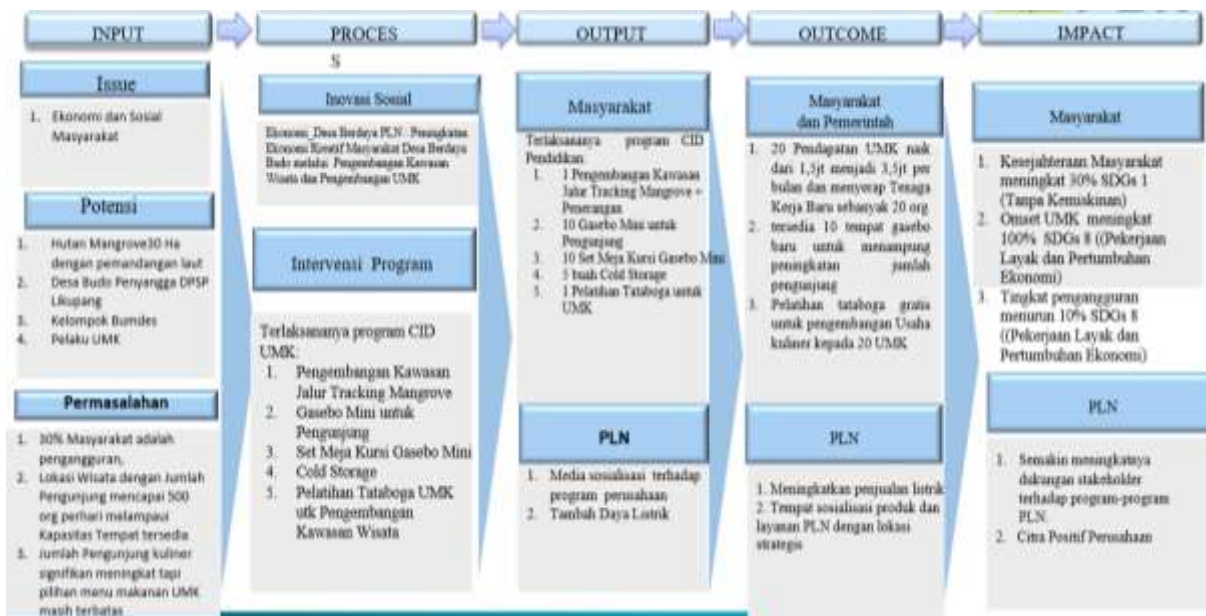 INPUT
PROCES
S
OUTPUT
OUTCOME
IMPACT
Issue
1. Ekonomi dan Sosial
Masyarakat
Potensi
1. Hutan Mangrove30 Ha
dengan pemandangan laut
2. Desa Budo Penyangga DPSP
Likupang
3. Kelompok Bumdes
4. Pelaku UMK
Permasalahan
1. 30% Masyarakat adalah
pengangguran,
2. Lokasi Wisata dengan Jumlah
Pengunjung mencapai 500
org perhari melampaui
Kapasitas Tempat tersedia
3. Jumlah Pengunjung kuliner
signifikan meningkat tapi
pilihan menu makanan UMK
masih terbatas
Inovasi Sosial
Ekonomi_Desa Berdaya PLN : Peningkatan
Ekonomi Kreatif Masyarakat Desa Berdaya
Budo melalui Pengembangan Kawasan
Wisata dan Pengembangan UMK
Intervensi Program
Terlaksananya program CID
UMK:
1. Pengembangan Kawasan
Jalur Tracking Mangrove
2. Gasebo Mini untuk
Pengunjung
3. Set Meja Kursi Gasebo Mini
4. Cold Storage
5. Pelatihan Tataboga UMK
utk Pengembangan
Kawasan Wisata
Masyarakat
Terlaksananya program CID
Pendidikan:
1. 1 Pengembangan Kawasan
Jalur Tracking Mangrove +
Penerangan
2. 10 Gasebo Mini untuk
Pengunjung
3. 10 Set Meja Kursi Gasebo Mini
4. 5 buah Cold Storage
5. 1 Pelatihan Tataboga untuk
UMK
PLN
1. Media sosialisasi terhadap
program perusahaan
2. Tambah Daya Listrik
Masyarakat
dan Pemerintah
1. 20 Pendapatan UMK naik
dari 1,5jt menjadi 3,5jt per
bulan dan menyerap Tenaga
Kerja Baru sebanyak 20 org
2. tersedia 10 tempat gasebo
baru untuk menampung
peningkatan jumlah
pengunjung
3. Pelatihan tataboga gratis
untuk pengembangan Usaha
kuliner kepada 20 UMK
PLN
1. Meningkatkan penjualan listrik
2. Tempat sosialisasi produk dan
layanan PLN dengan lokasi
strategis
Masyarakat
1. Kesejahteraan Masyarakat
meningkat 30% SDGs 1
(Tanpa Kemiskinan)
2. Omset UMK meningkat
100% SDGs 8 ((Pekerjaan
Layak dan Pertumbuhan
Ekonomi)
3. Tingkat pengangguran
menurun 10% SDGs 8
((Pekerjaan Layak dan
Pertumbuhan Ekonomi)
PLN
1. Semakin meningkatnya
dukungan stakeholder
terhadap program-program
PLN
2. Citra Positif Perusahaan